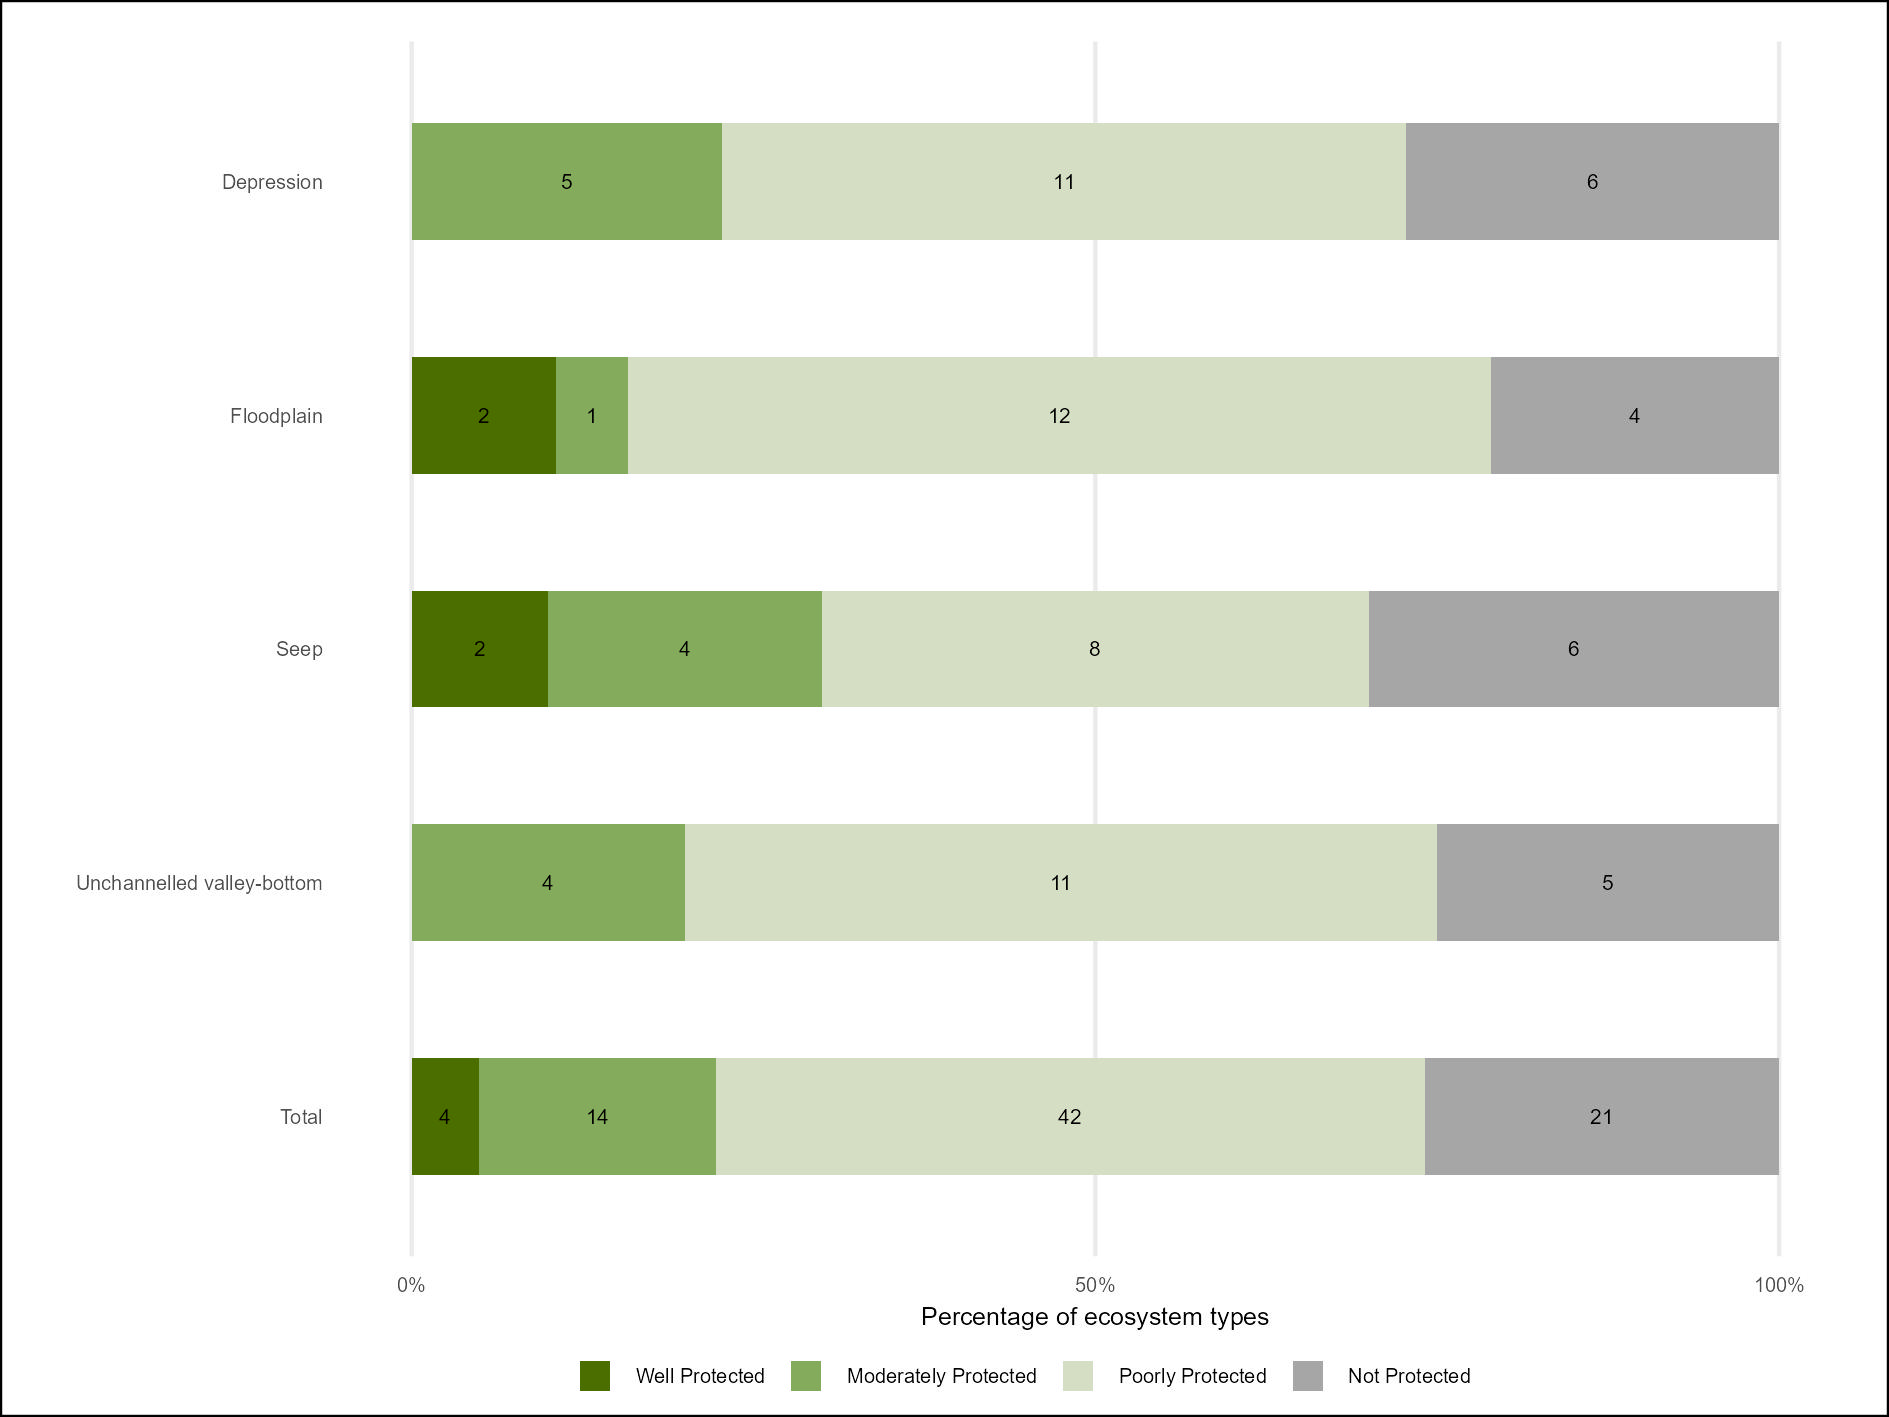 Depression 5 11 6
Floodplain 2 1 12 4
Seep 2 4 8 6
Unchannelled valley-bottom 4 11 5
Total 4 14 42 21
0% 50% 100%
Percentage of ecosystem types
Well Protected Moderately Protected Poorly Protected Not Protected